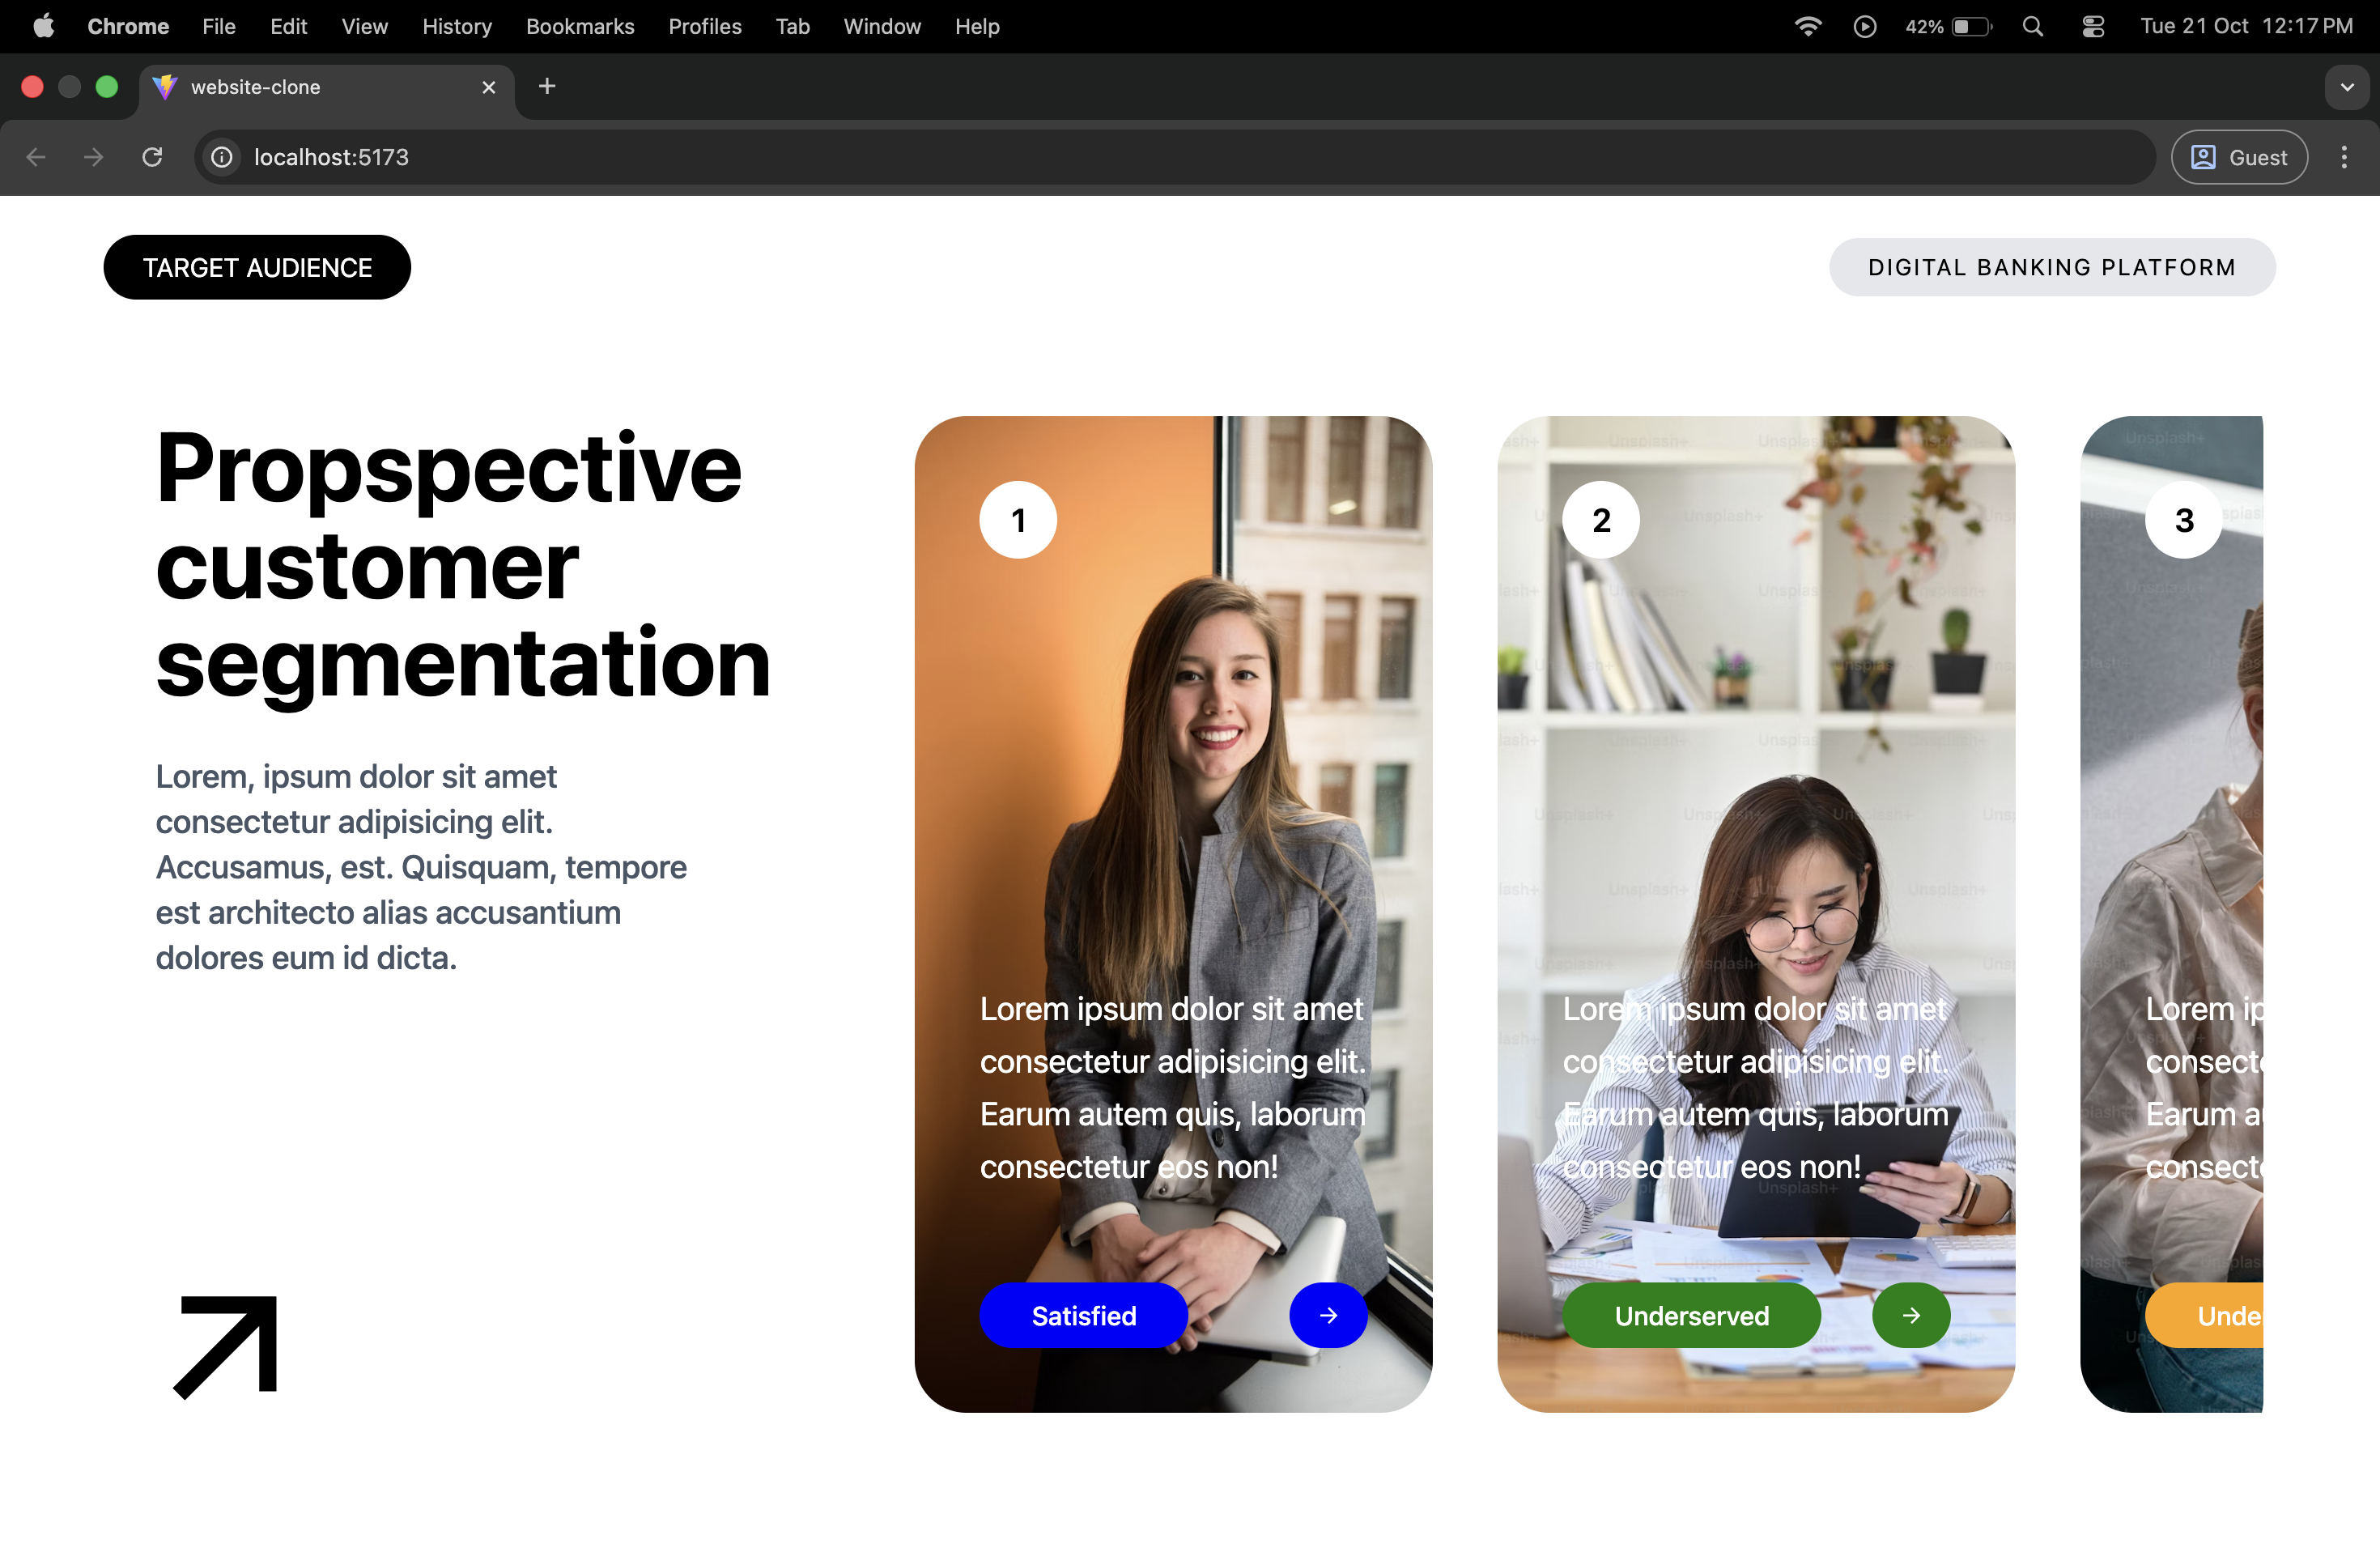 Chrome File Edit View History Bookmarks Profiles Tab Window Help 42% Tue 21 Oct 12:17 PM
website-clone
localhost:5173 Guest
TARGET AUDIENCE
DIGITAL BANKING PLATFORM
Propspective
customer
segmentation
Lorem, ipsum dolor sit amet
consectetur adipisicing elit.
Accusamus, est. Quisquam, tempore
est architecto alias accusantium
dolores eum id dicta.
1
Lorem ipsum dolor sit amet
consectetur adipisicing elit.
Earum autem quis, laborum
consectetur eos non!
Satisfied
2
Lorem ipsum dolor sit amet
consectetur adipisicing elit.
Earum autem quis, laborum
consectetur eos non!
Underserved
Unsplash+
3
Lorem ip
consecte
Earum au
consecte
Unde